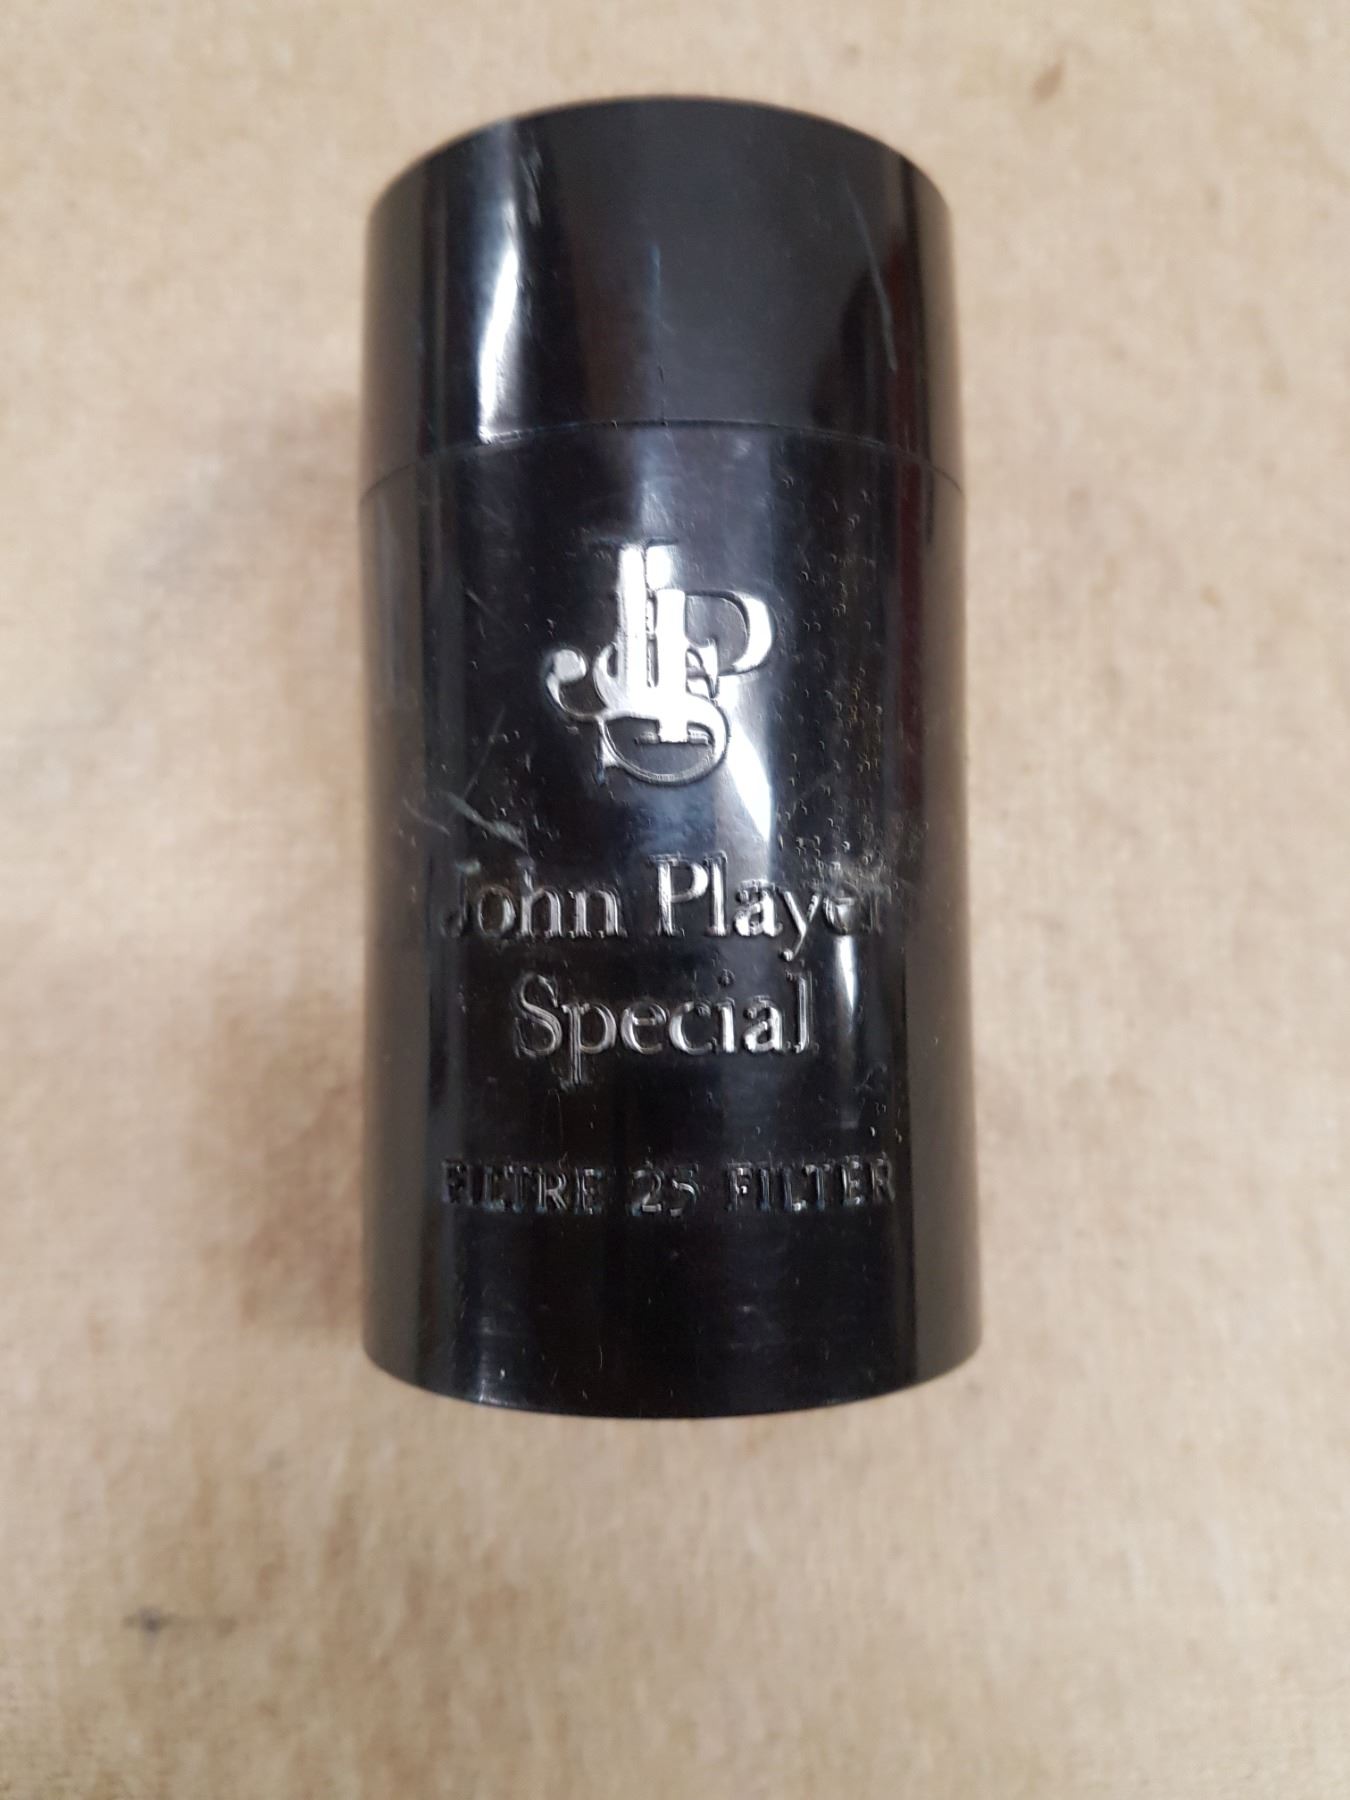 JPS
John Player
Special
FILTRE 25 FILTER